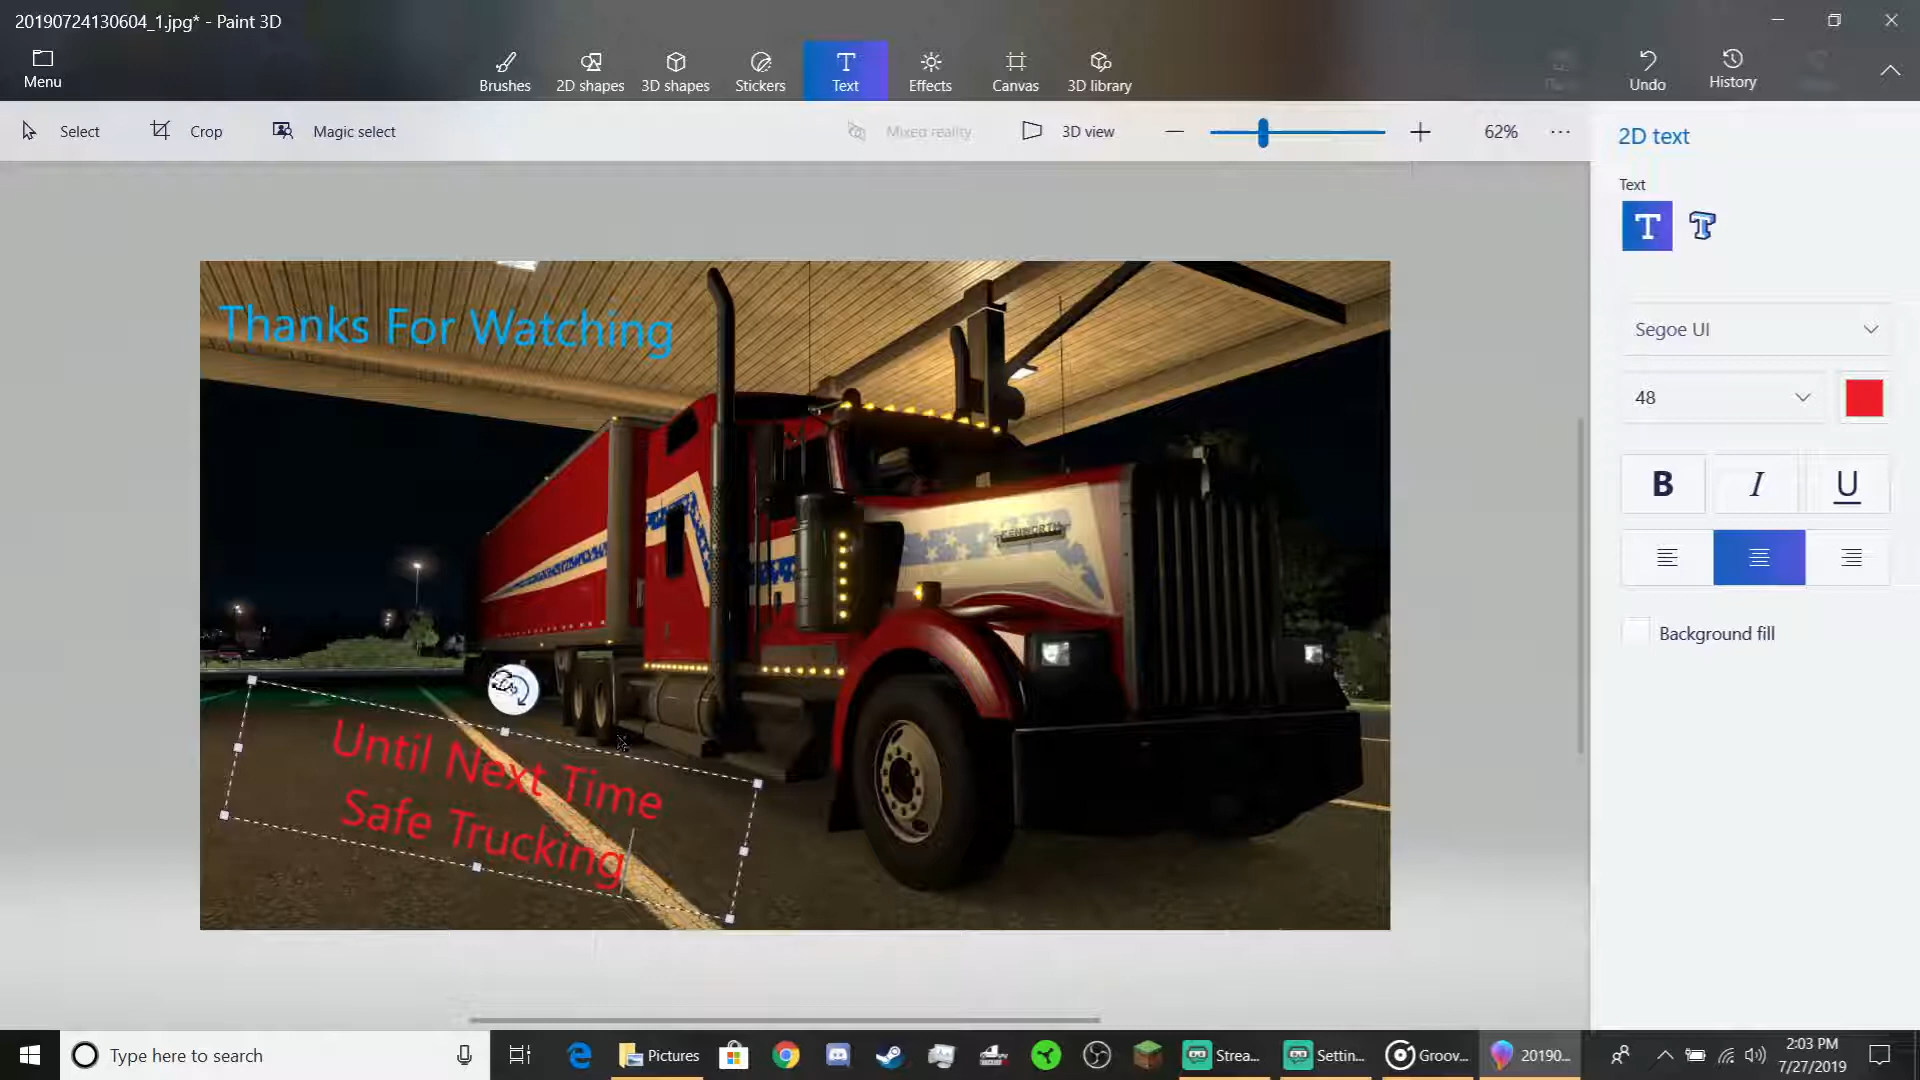 20190724130604_1.jpg* - Paint 3D
Menu
Brushes
2D shapes
3D shapes
Stickers
Text
Effects
Canvas
3D library
Undo
History
Select
Crop
Magic select
Mixed reality
3D view
62%
2D text
Text
Segoe UI
48
B
I
U
Background fill
Thanks For Watching
KENWORTH
Until Next Time
Safe Trucking
Type here to search
Pictures
Strea...
Settin...
Groov...
20190...
2:03 PM
7/27/2019